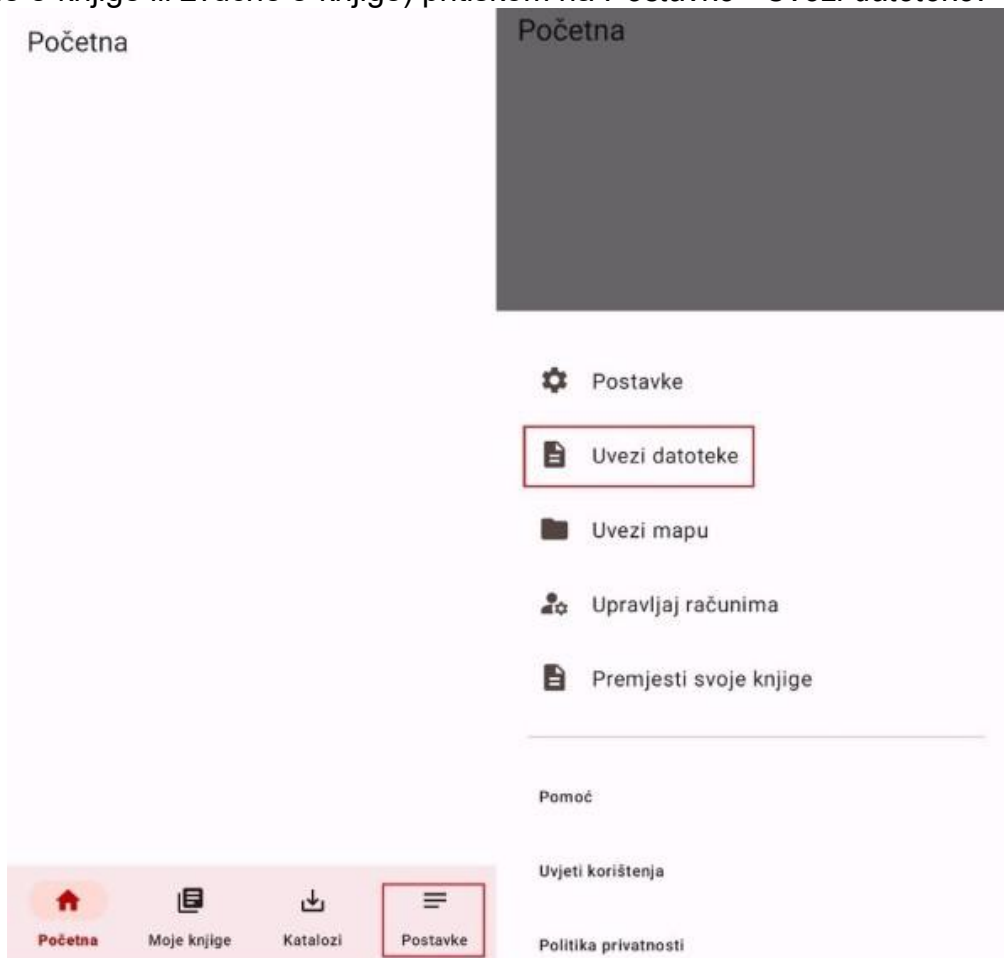 Početna
Početna
Postavke
Uvezi datoteke
Uvezi mapu
Upravljaj računima
Premjesti svoje knjige
Pomoć
Uvjeti korištenja
Politika privatnosti
Početna
Moje knjige
Katalozi
Postavke